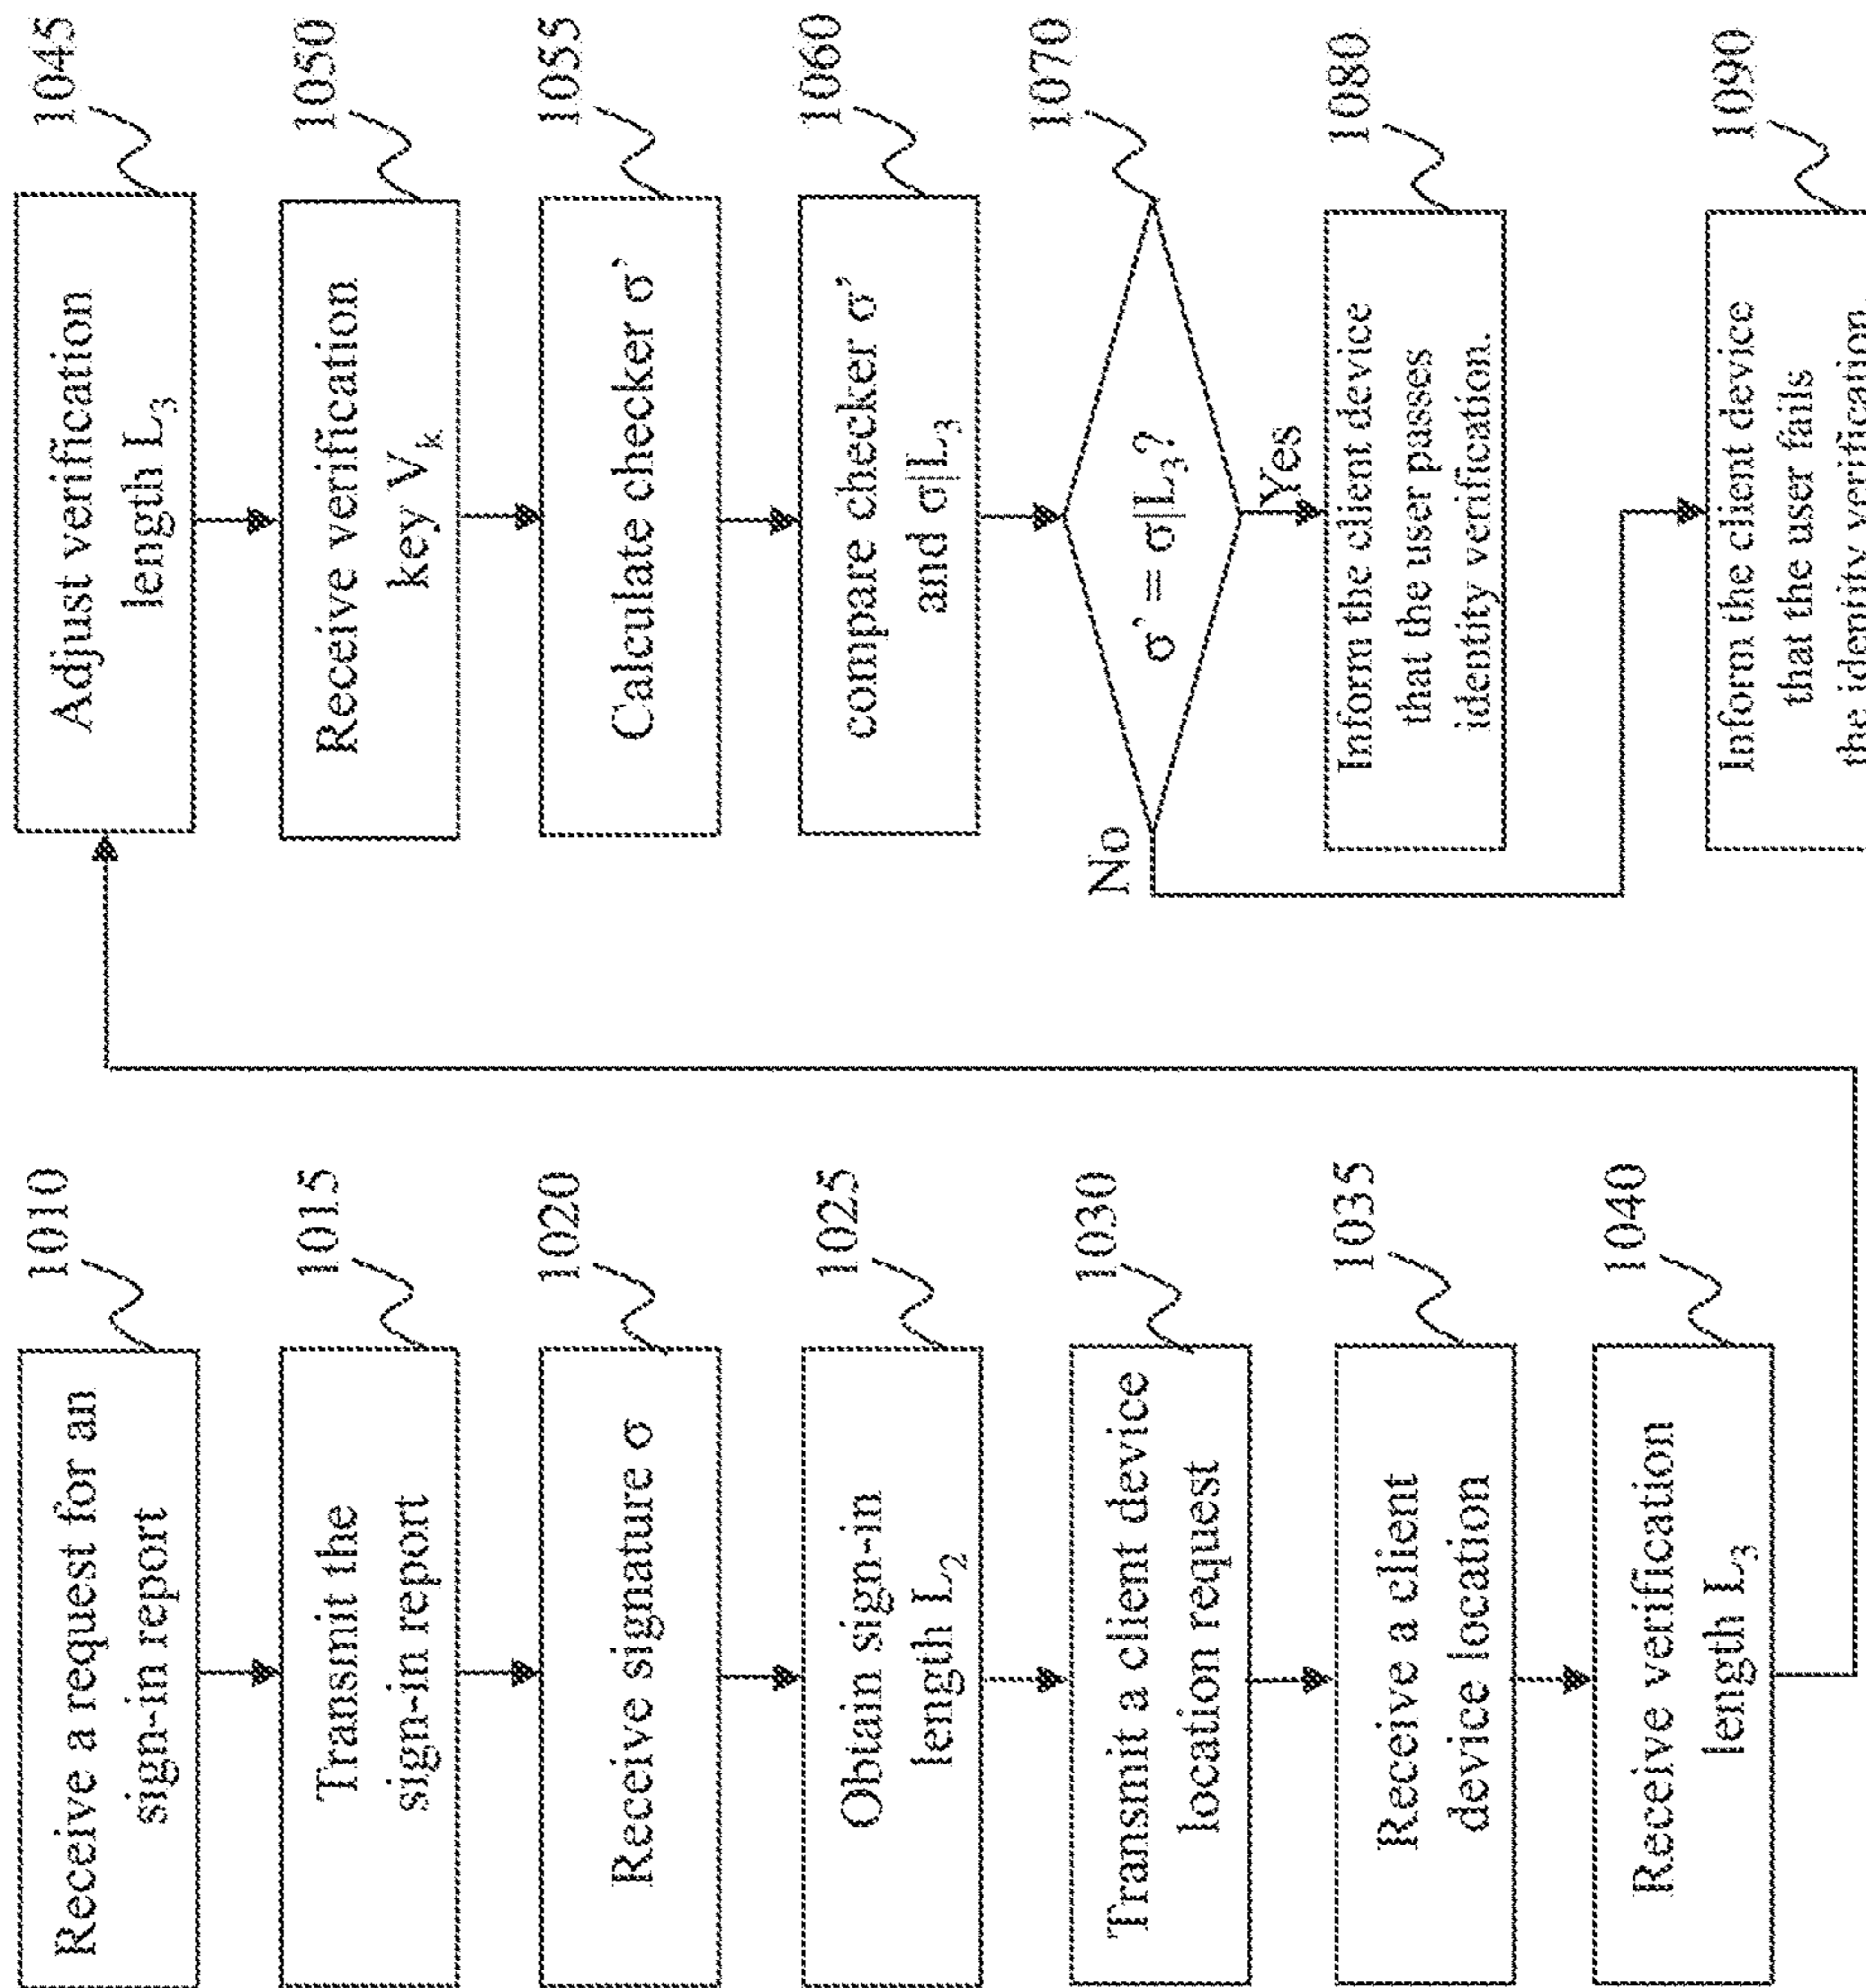 1010
Receive a request for an
sign-in report
1015
Transmit the
sign-in report
1020
Receive signature σ
1025
Obtain sign-in
length L₂
1030
Transmit a client device
location request
1035
Receive a client
device location
1040
Receive verification
length L₃
1045
Adjust verification
length L₃
1050
Receive verification
key Vₖ
1055
Calculate checker σ'
1060
compare checker σ'
and σ|L₃
1070
σ' = σ|L₃?
No
Yes
1080
Inform the client device
that the user passes
identity verification.
1090
Inform the client device
that the user fails
the identity verification.